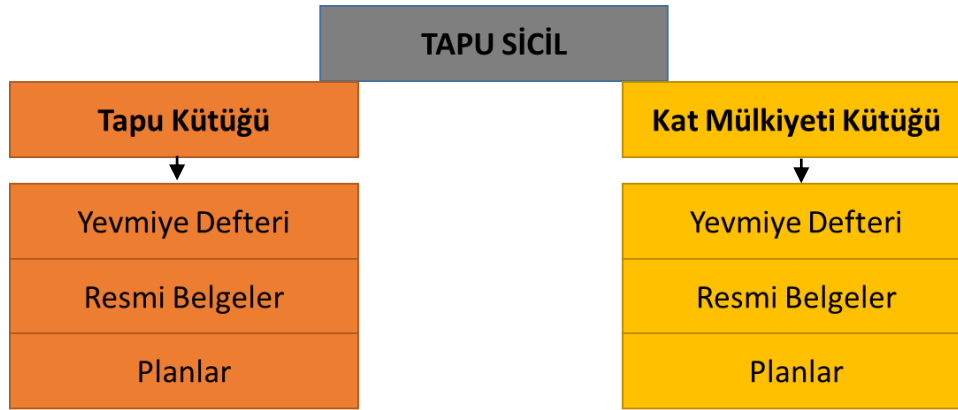 TAPU SİCİL
Tapu Kütüğü
Kat Mülkiyeti Kütüğü
Yevmiye Defteri
Resmi Belgeler
Planlar
Yevmiye Defteri
Resmi Belgeler
Planlar